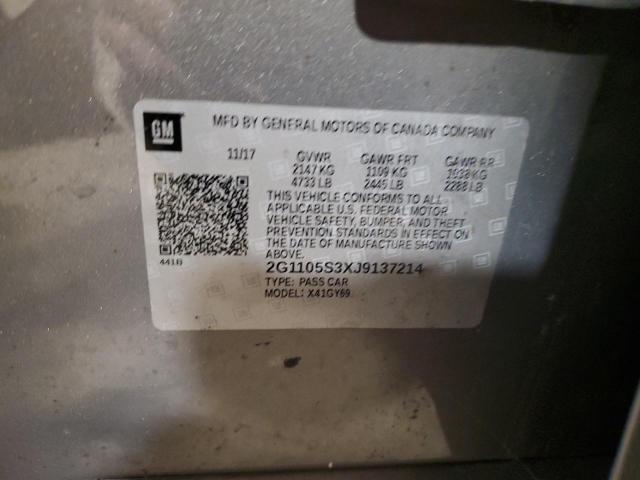 GM
MFD BY GENERAL MOTORS OF CANADA COMPANY
11/17 GVWR GAWR FRT GAWR RR
2147 KG 1109 KG 1038 KG
4733 LB 2445 LB 2288 LB
THIS VEHICLE CONFORMS TO ALL
APPLICABLE U.S. FEDERAL MOTOR
VEHICLE SAFETY, BUMPER, AND THEFT
PREVENTION STANDARDS IN EFFECT ON
THE DATE OF MANUFACTURE SHOWN
ABOVE.
441B
2G1105S3XJ9137214
TYPE: PASS CAR
MODEL: X41GY69